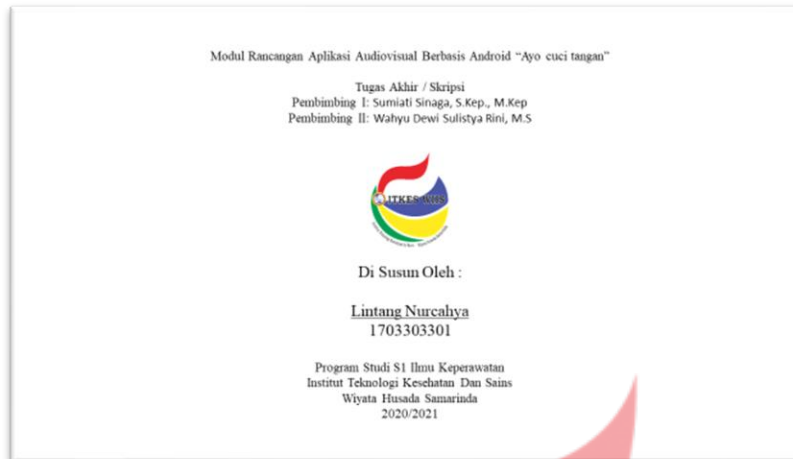 Modul Rancangan Aplikasi Audiovisual Berbasis Android “Ayo cuci tangan”
Tugas Akhir / Skripsi
Pembimbing I: Sumiati Sinaga, S.Kep., M.Kep
Pembimbing II: Wahyu Dewi Sulistya Rini, M.S
ITKES WHS
Di Susun Oleh :
Lintang Nurcahya
1703303301
Program Studi S1 Ilmu Keperawatan
Institut Teknologi Kesehatan Dan Sains
Wiyata Husada Samarinda
2020/2021